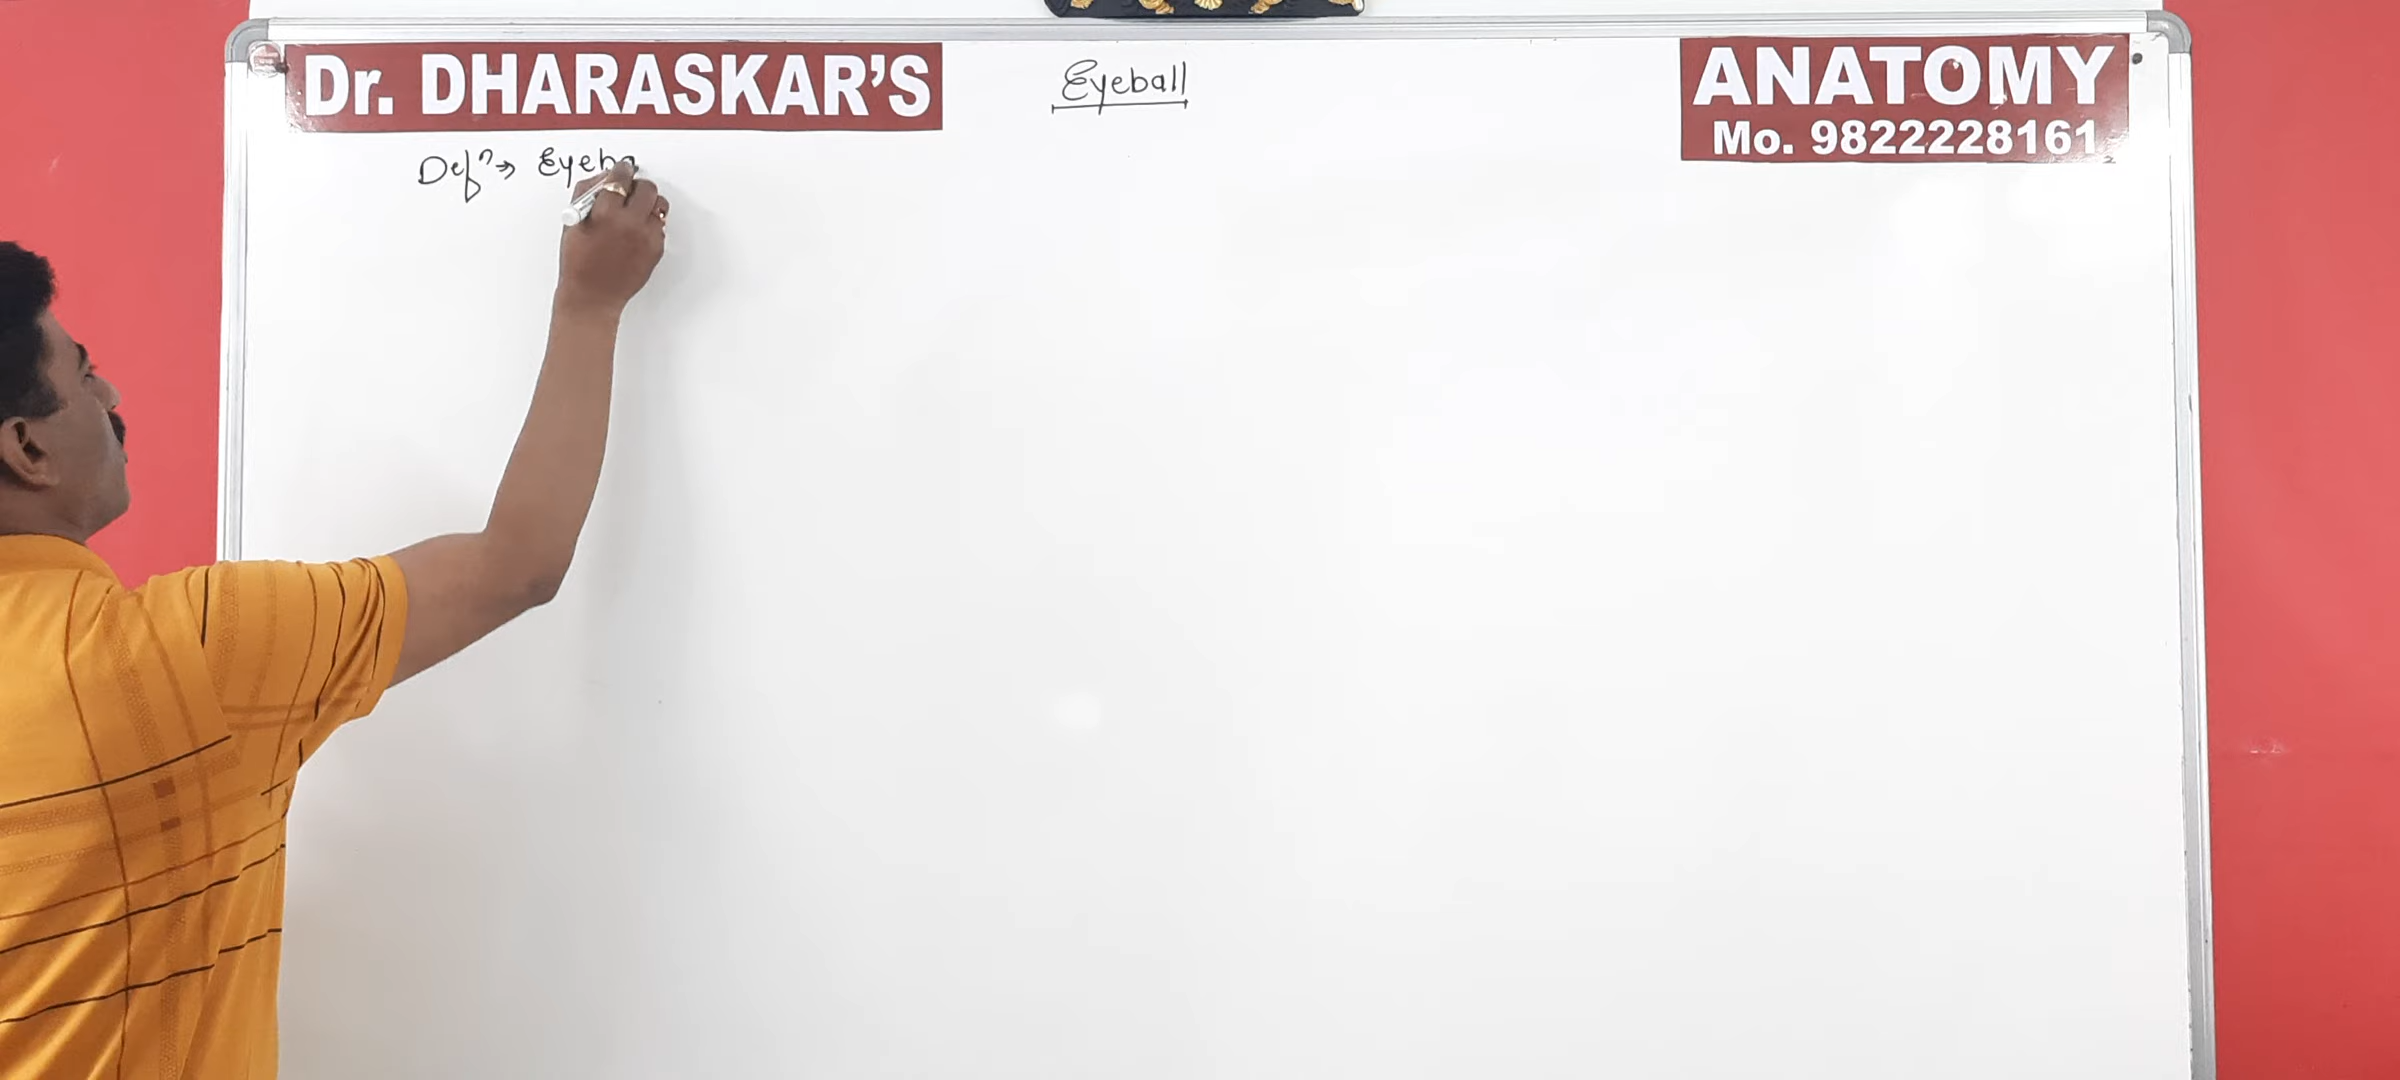 Dr. DHARASKAR'S
Eyeball
ANATOMY
Mo. 9822228161
Defⁿ→ Eyeba